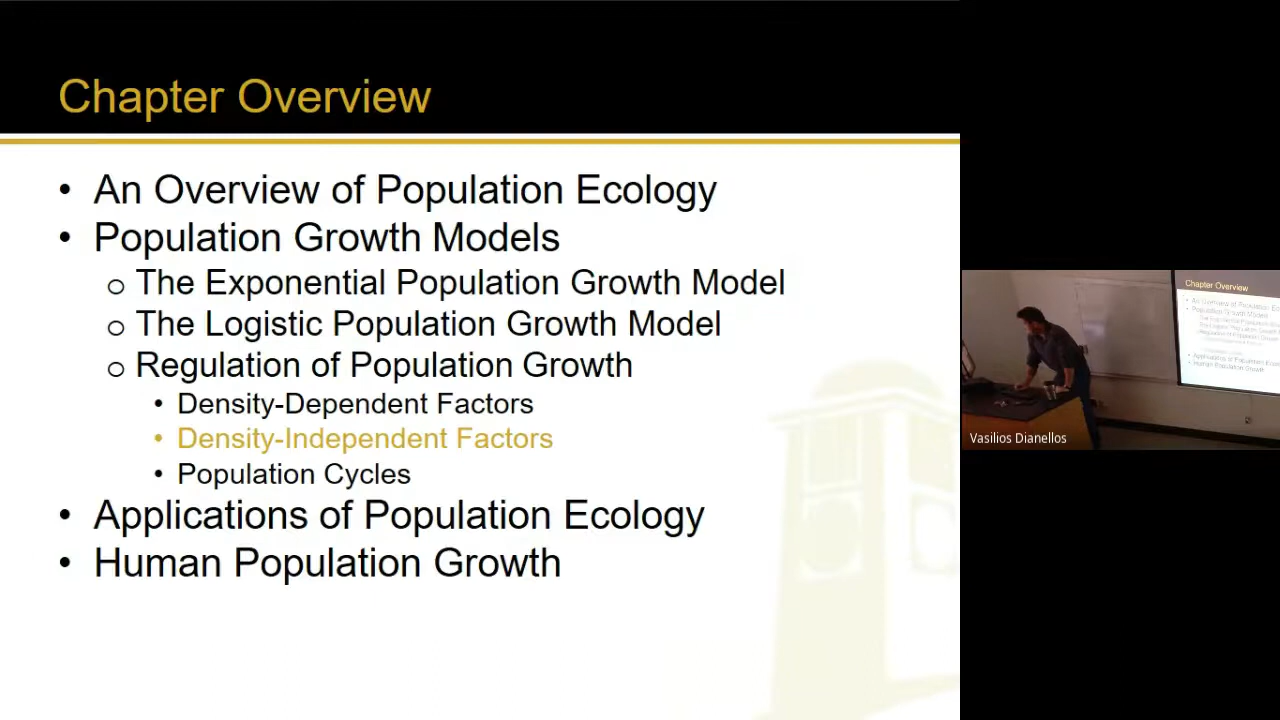 Chapter Overview
• An Overview of Population Ecology
• Population Growth Models
o The Exponential Population Growth Model
o The Logistic Population Growth Model
o Regulation of Population Growth
• Density-Dependent Factors
• Density-Independent Factors
• Population Cycles
• Applications of Population Ecology
• Human Population Growth
Chapter Overview
Vasilios Dianellos